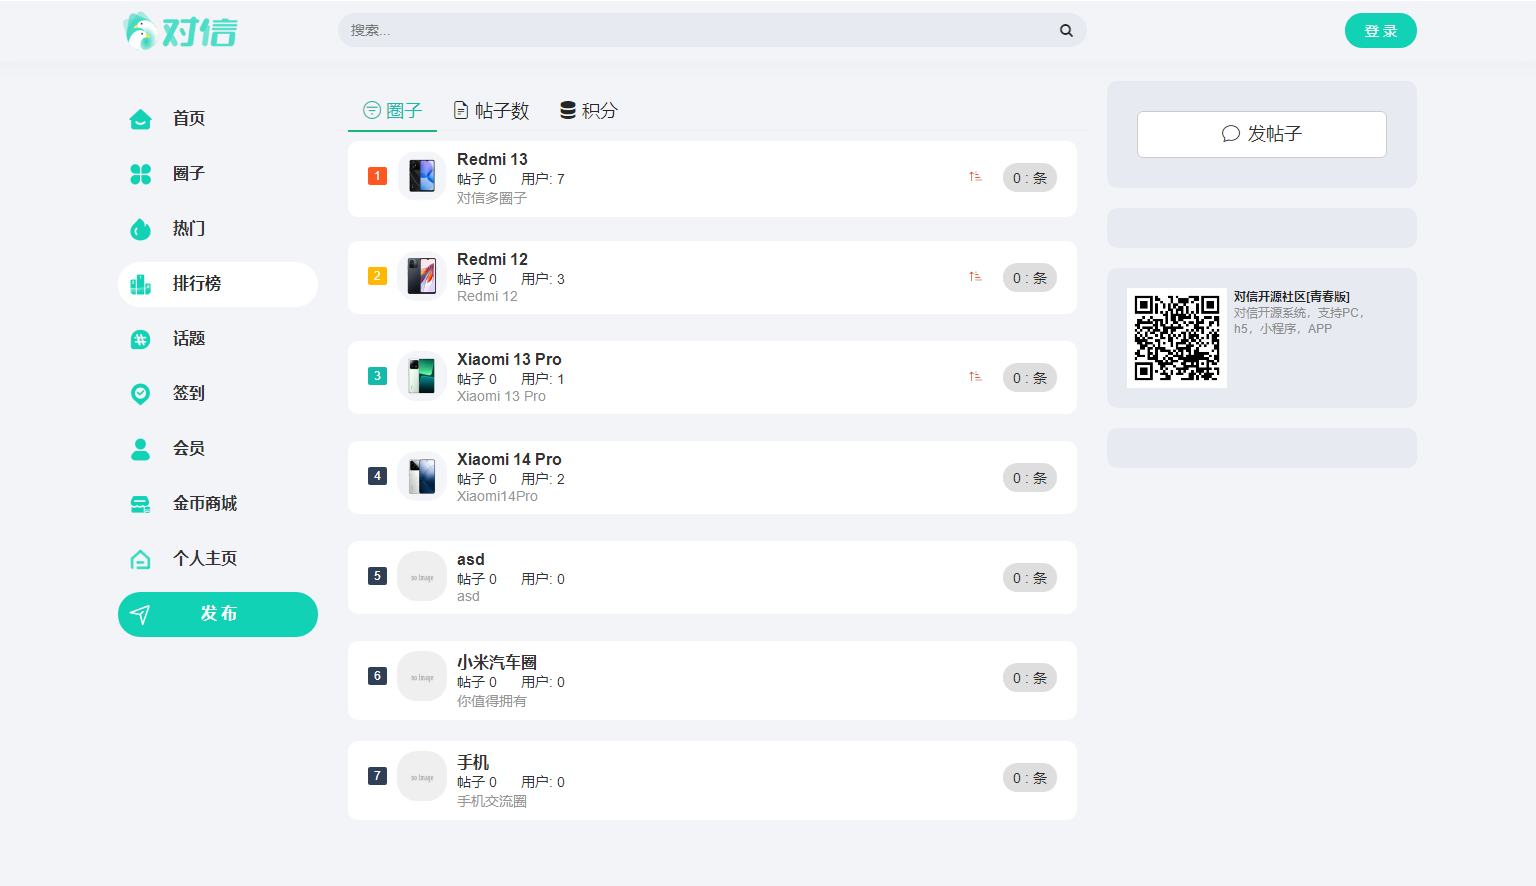 对信
搜索...
登 录
首页
圈子
热门
排行榜
话题
签到
会员
金币商城
个人主页
发 布
圈子 帖子数 积分
1
Redmi 13
帖子 0 用户: 7
对信多圈子
0 : 条
2
Redmi 12
帖子 0 用户: 3
Redmi 12
0 : 条
3
Xiaomi 13 Pro
帖子 0 用户: 1
Xiaomi 13 Pro
0 : 条
4
Xiaomi 14 Pro
帖子 0 用户: 2
Xiaomi14Pro
0 : 条
5
no Image
asd
帖子 0 用户: 0
asd
0 : 条
6
no Image
小米汽车圈
帖子 0 用户: 0
你值得拥有
0 : 条
7
no Image
手机
帖子 0 用户: 0
手机交流圈
0 : 条
发帖子
对信开源社区[青春版]
对信开源系统，支持PC，
h5，小程序，APP